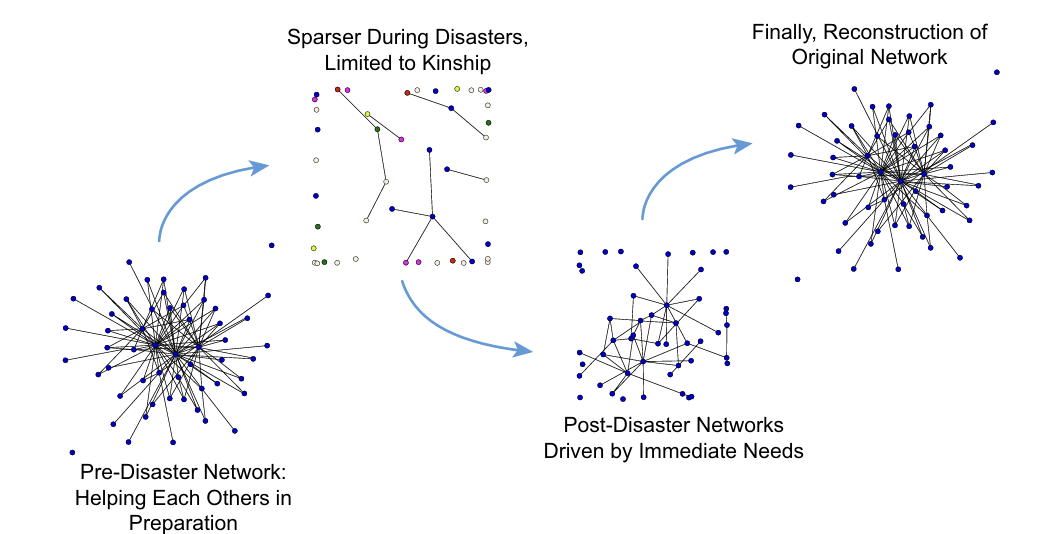 Sparser During Disasters,
Limited to Kinship
Finally, Reconstruction of
Original Network
Post-Disaster Networks
Driven by Immediate Needs
Pre-Disaster Network:
Helping Each Others in
Preparation